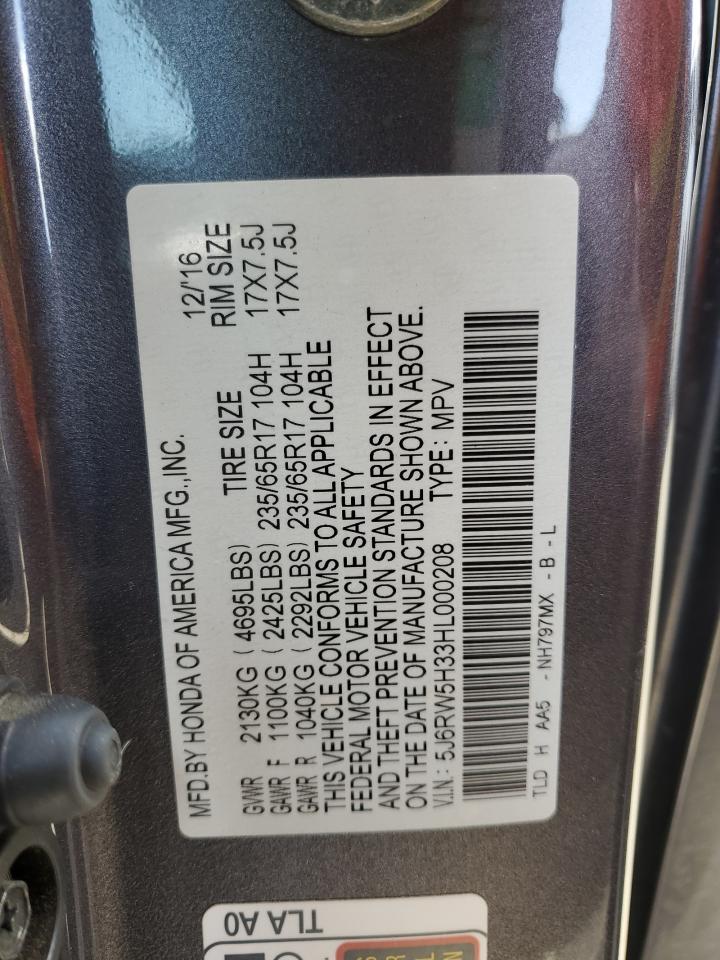 MFD.BY HONDA OF AMERICA MFG.,INC. 12/'16
TIRE SIZE RIM SIZE
GVWR 2130KG (4695LBS)
GAWR F 1100KG (2425LBS) 235/65R17 104H 17X7.5J
GAWR R 1040KG (2292LBS) 235/65R17 104H 17X7.5J
THIS VEHICLE CONFORMS TO ALL APPLICABLE
FEDERAL MOTOR VEHICLE SAFETY
AND THEFT PREVENTION STANDARDS IN EFFECT
ON THE DATE OF MANUFACTURE SHOWN ABOVE.
V.I.N.: 5J6RW5H33HL000208 TYPE: MPV
TLD H AA5 -NH797MX -B -L
TLA A0